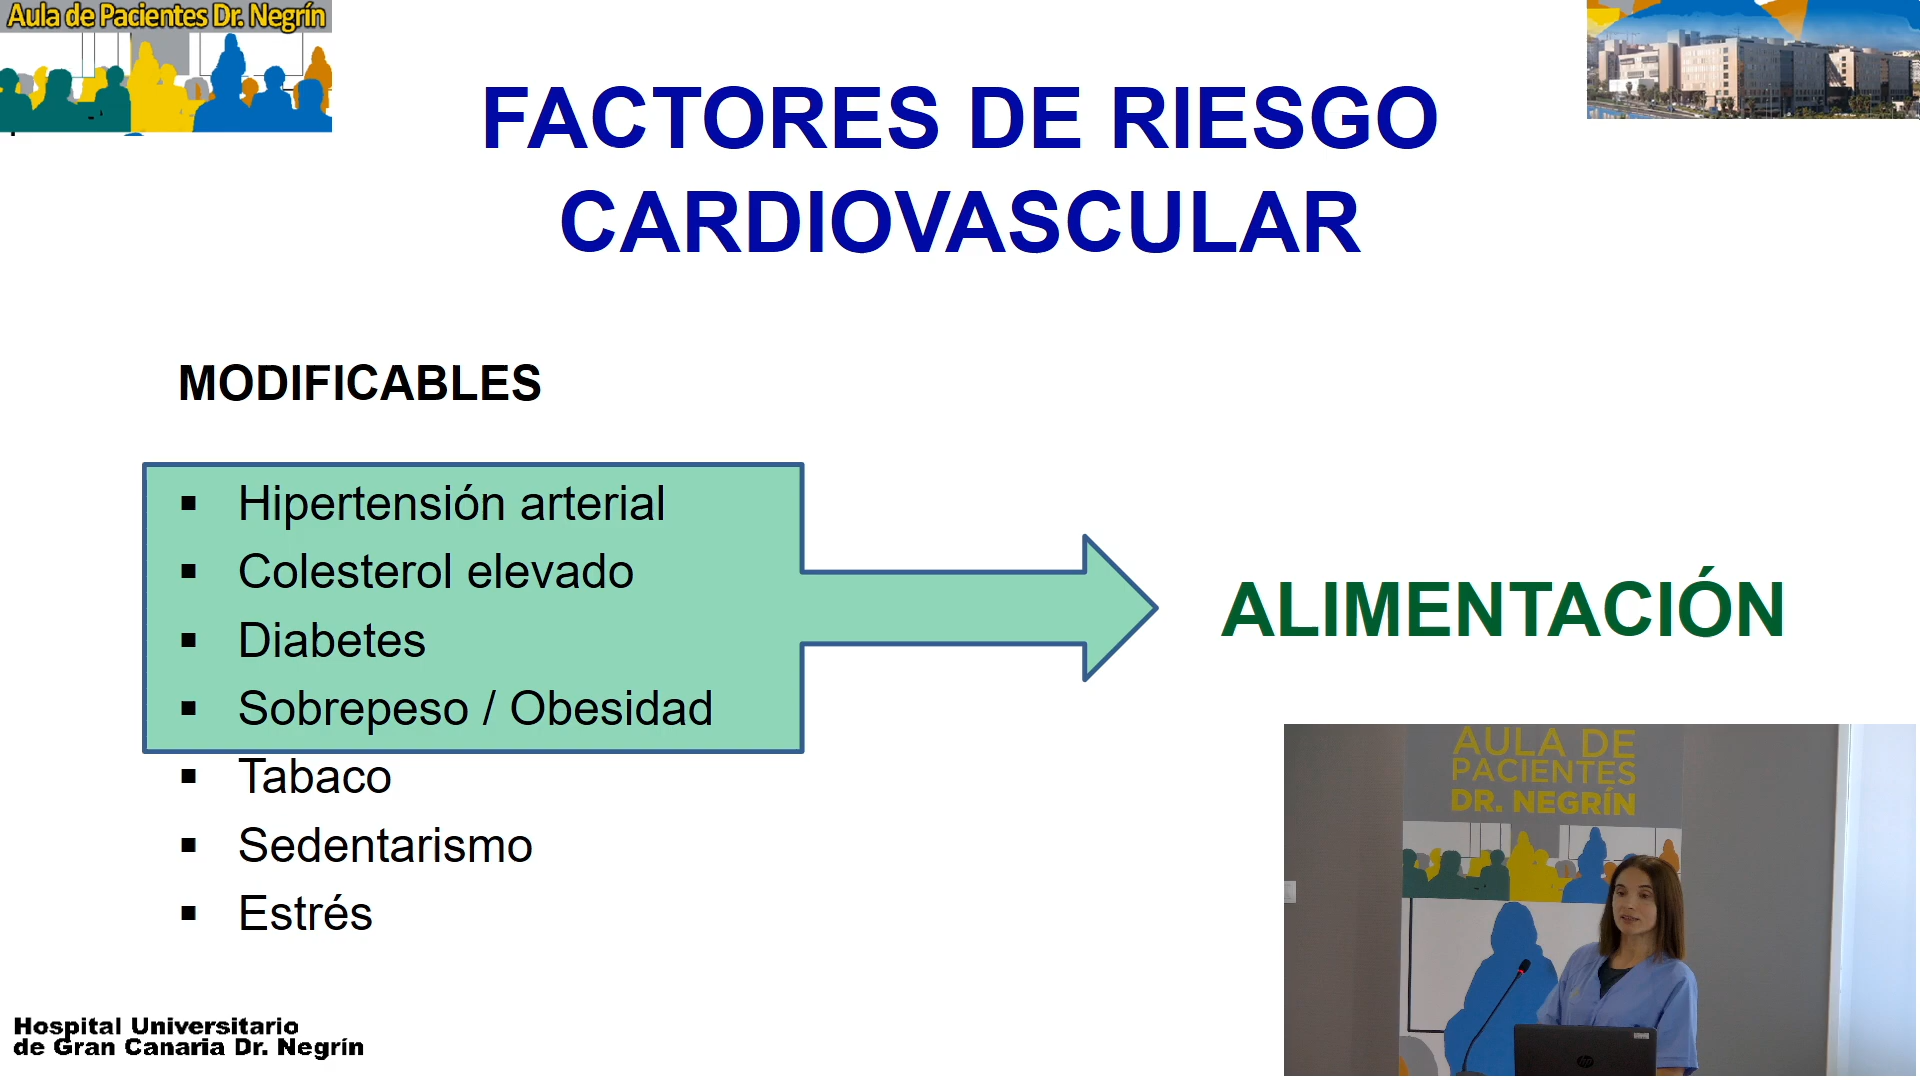 Aula de Pacientes Dr. Negrín
FACTORES DE RIESGO
CARDIOVASCULAR
MODIFICABLES
▪ Hipertensión arterial
▪ Colesterol elevado
▪ Diabetes
▪ Sobrepeso / Obesidad
▪ Tabaco
▪ Sedentarismo
▪ Estrés
ALIMENTACIÓN
AULA DE
PACIENTES
DR. NEGRÍN
hp
Hospital Universitario
de Gran Canaria Dr. Negrín